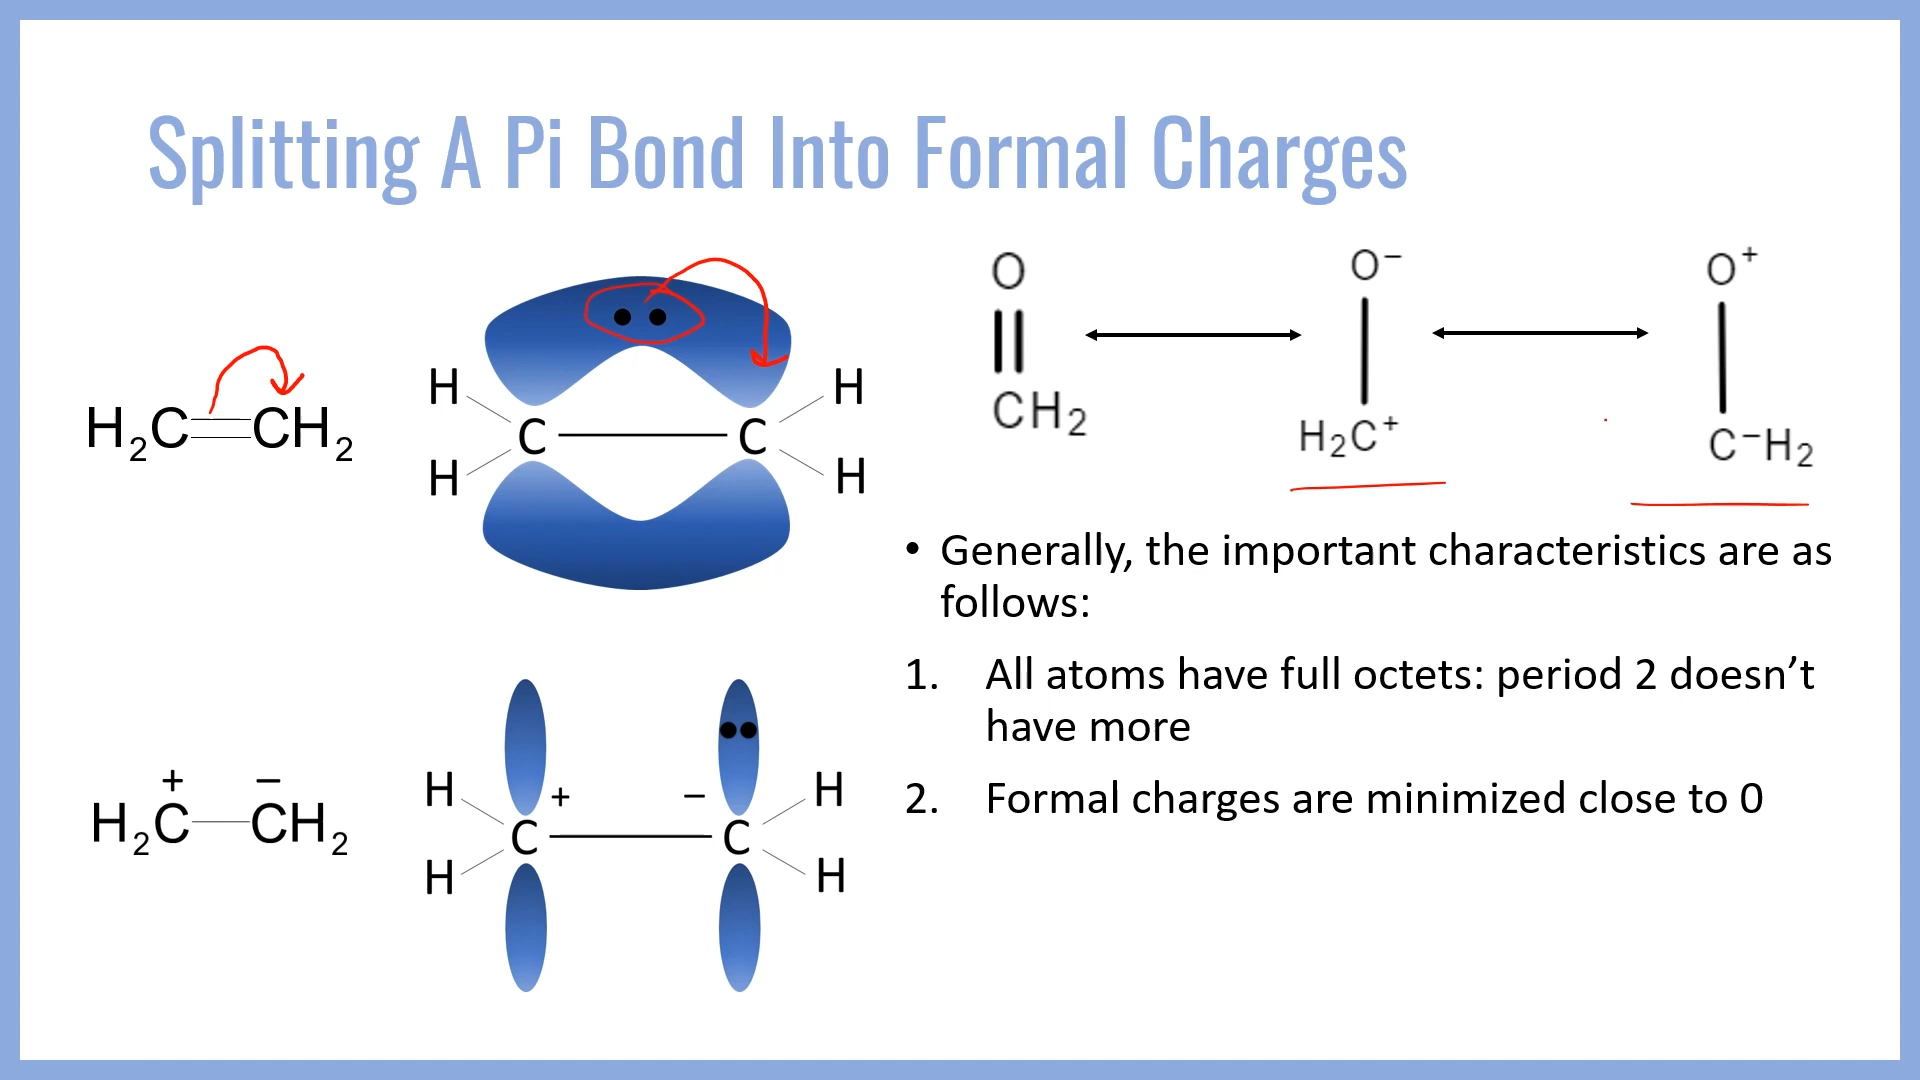 Splitting A Pi Bond Into Formal Charges
H₂C=CH₂
H H
C C
H H
+ −
H₂C—CH₂
H H
+ −
C C
H H
O O⁻ O⁺
CH₂ H₂C⁺ C⁻H₂
• Generally, the important characteristics are as
follows:
1. All atoms have full octets: period 2 doesn’t
have more
2. Formal charges are minimized close to 0